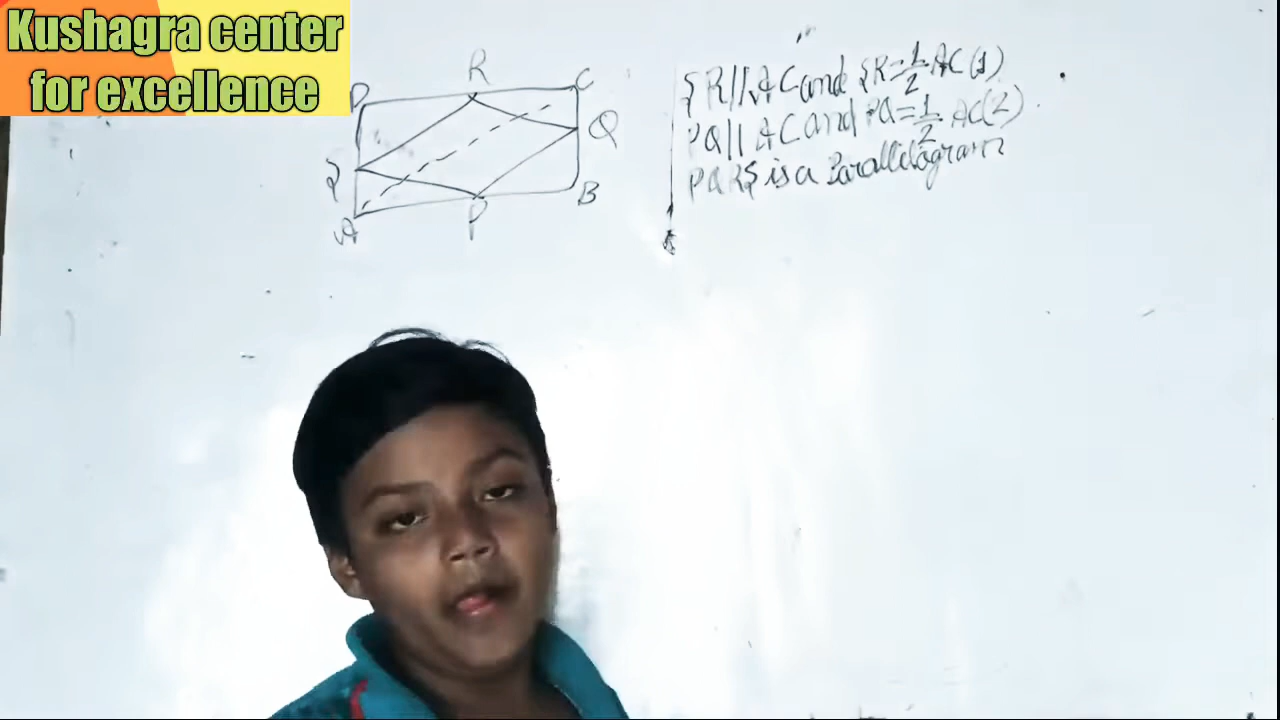 Kushagra center
for excellence
D R C
S Q
A P B
SR || AC and SR = 1/2 AC (1)
PQ || AC and PQ = 1/2 AC (2)
PQRS is a Parallelogram